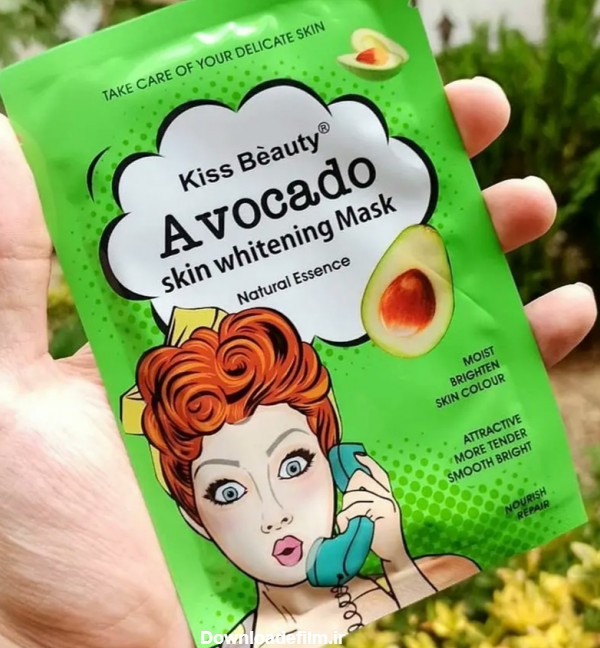 TAKE CARE OF YOUR DELICATE SKIN
Kiss Bèauty®
Avocado
skin whitening Mask
Natural Essence
MOIST
BRIGHTEN
SKIN COLOUR
ATTRACTIVE
MORE TENDER
SMOOTH BRIGHT
NOURISH
REPAIR
Downloadefilm.ir